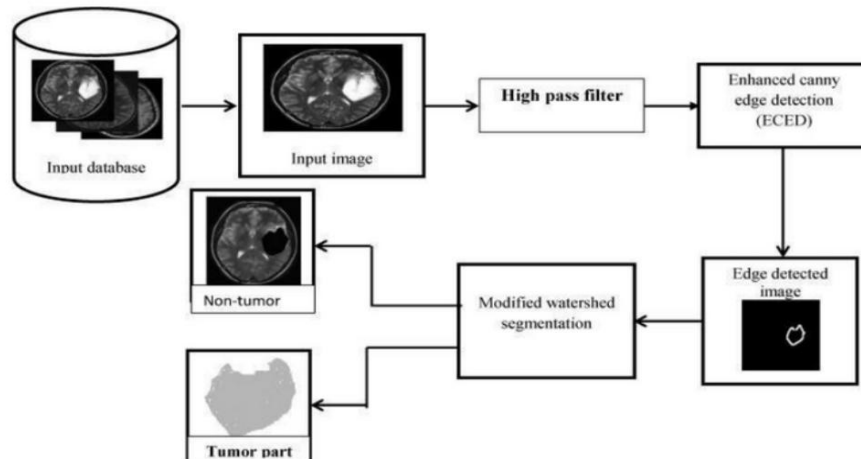 Input database
Input image
High pass filter
Enhanced canny
edge detection
(ECED)
Edge detected
image
Modified watershed
segmentation
Non-tumor
Tumor part